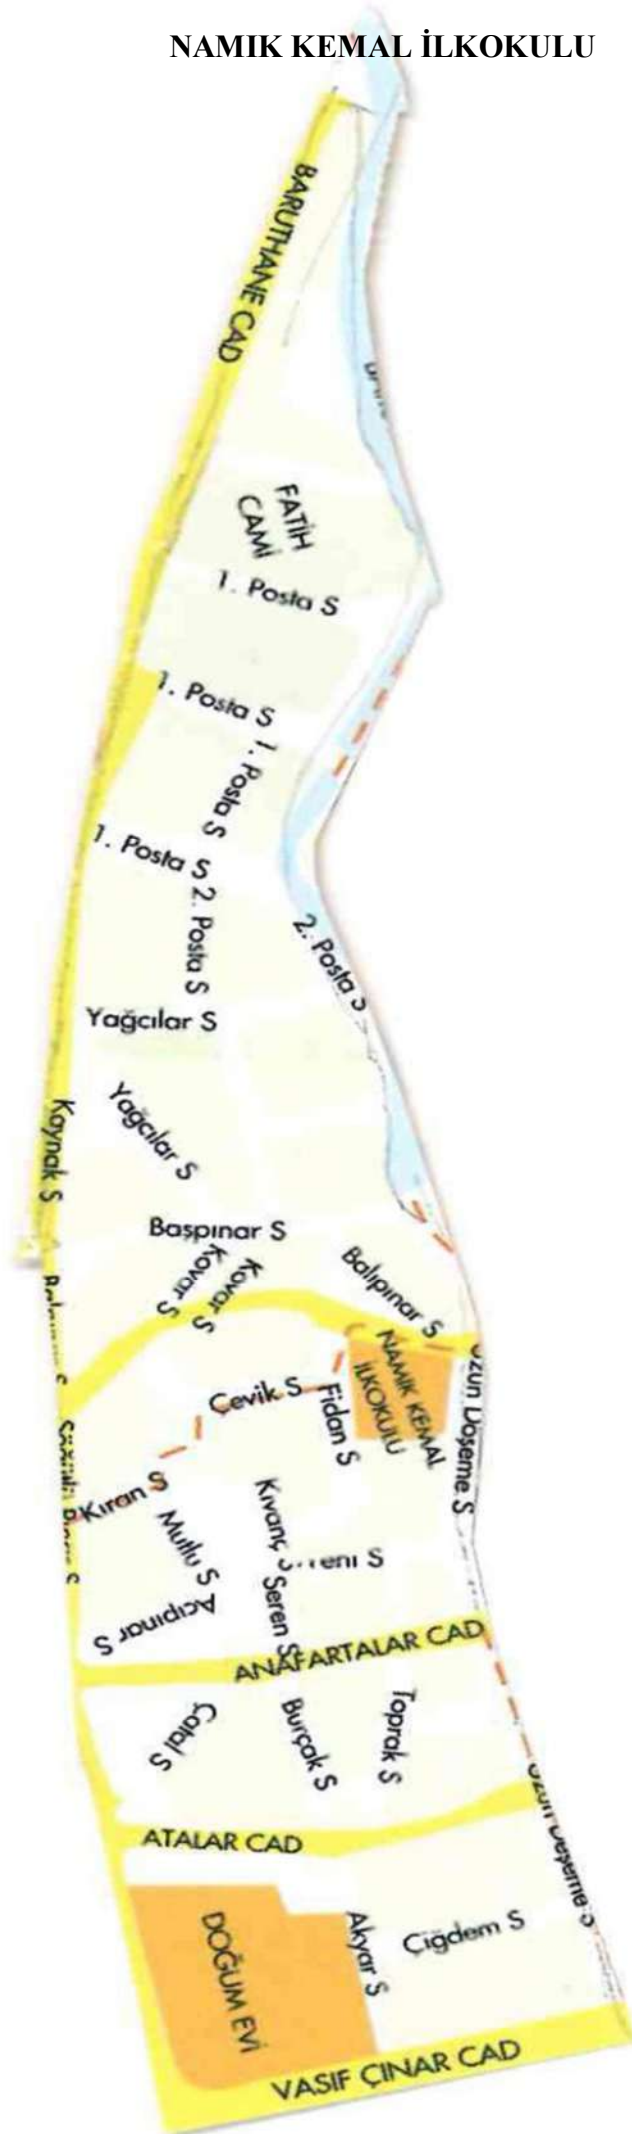 NAMIK KEMAL İLKOKULU
BARUTHANE CAD
FATİH
CAMİ
1. Posta S
1. Posta S
1. Posta S
1. Posta S
2. Posta S
2. Posta S
Yağcılar S
Yağcılar S
Kaynak S
Başpınar S
Kovar S
Kovar S
Balıpınar S
NAMIK KEMAL
İLKOKULU
Uzun Döşeme S
Çevik S
Fidan S
Kıran S
Mutlu S
Kıvanç S
Seren S
Acıpınar S
ANAFARTALAR CAD
Çatal S
Burçak S
Toprak S
ATALAR CAD
DOĞUM EVİ
Akyar S
Çiğdem S
VASIF ÇINAR CAD